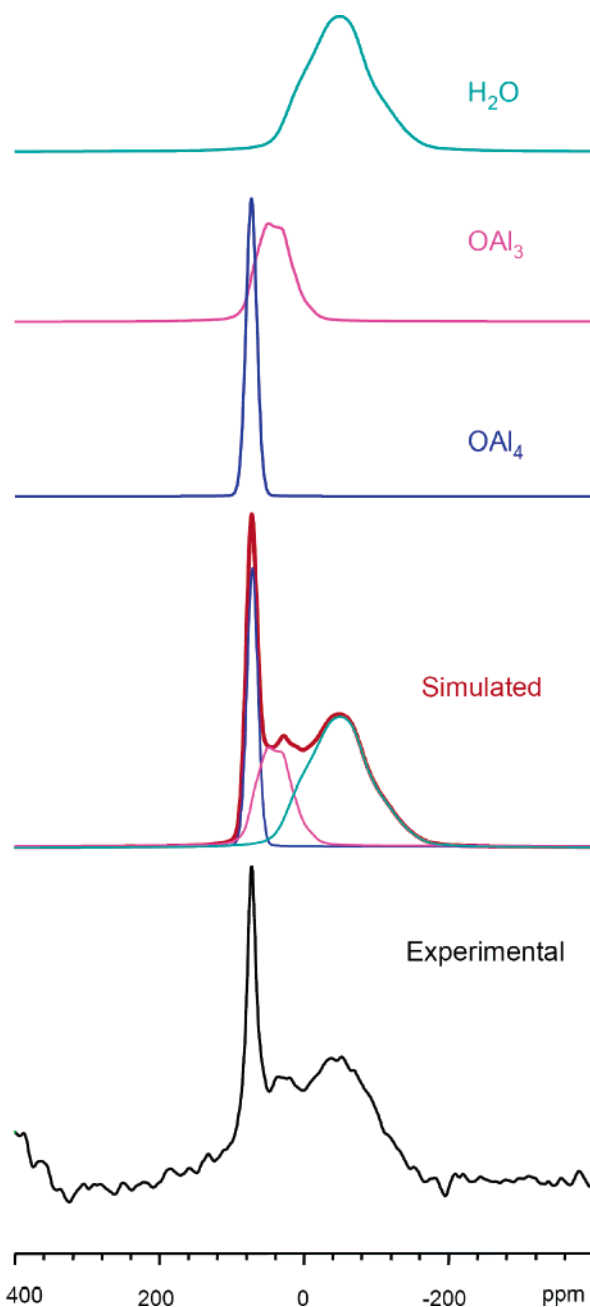 H₂O
OAl₃
OAl₄
Simulated
Experimental
400 200 0 -200 ppm